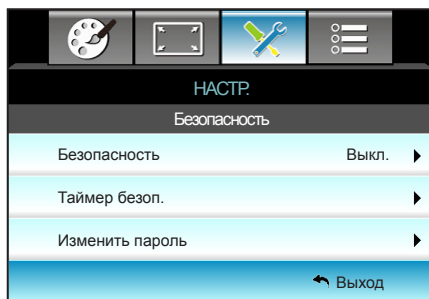 НАСТР.
Безопасность
Безопасность Выкл.
Таймер безоп.
Изменить пароль
Выход